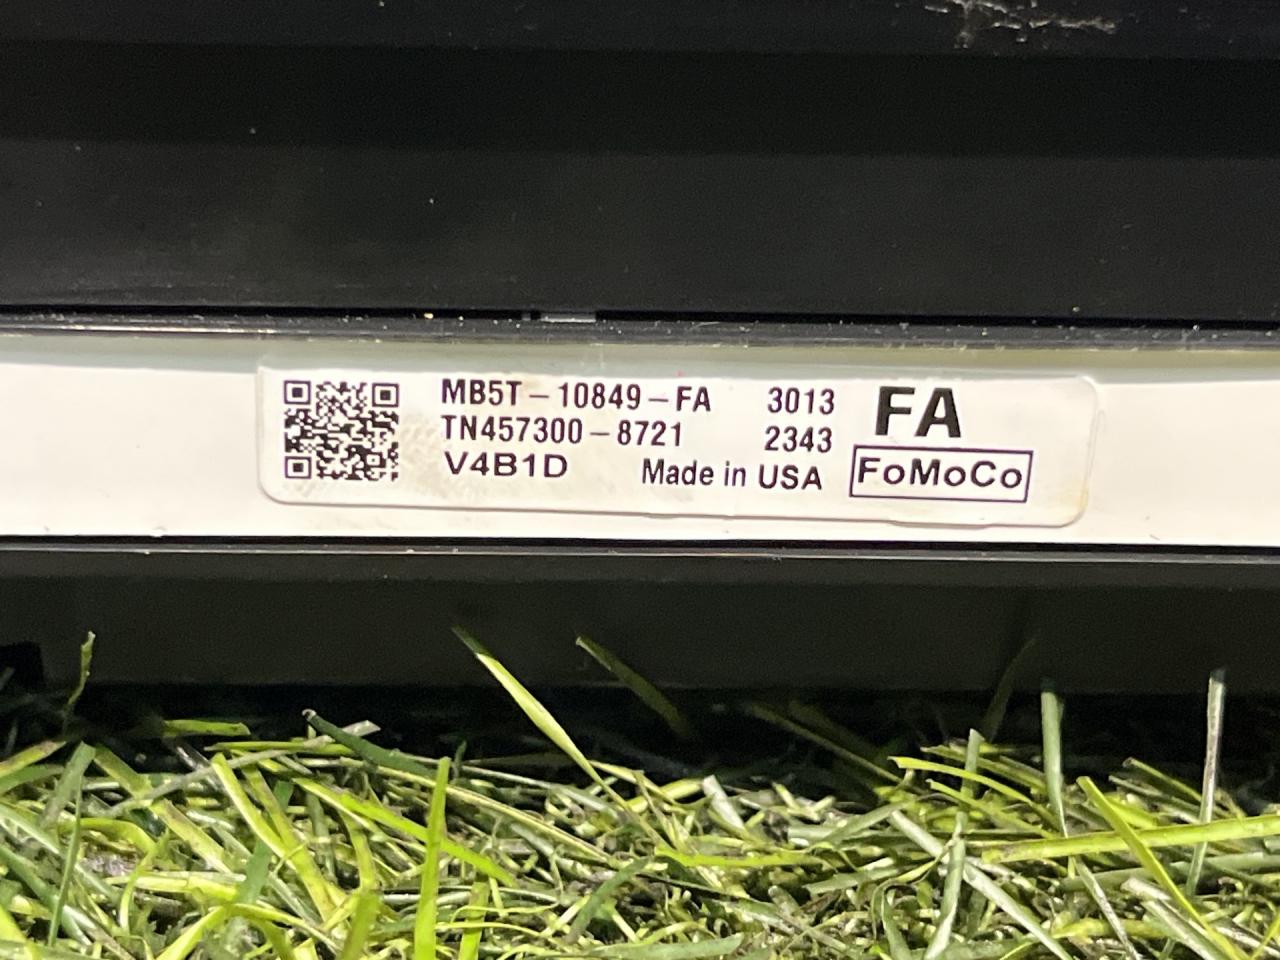 MB5T-10849-FA 3013
TN457300-8721 2343
V4B1D Made in USA
FA
FoMoCo